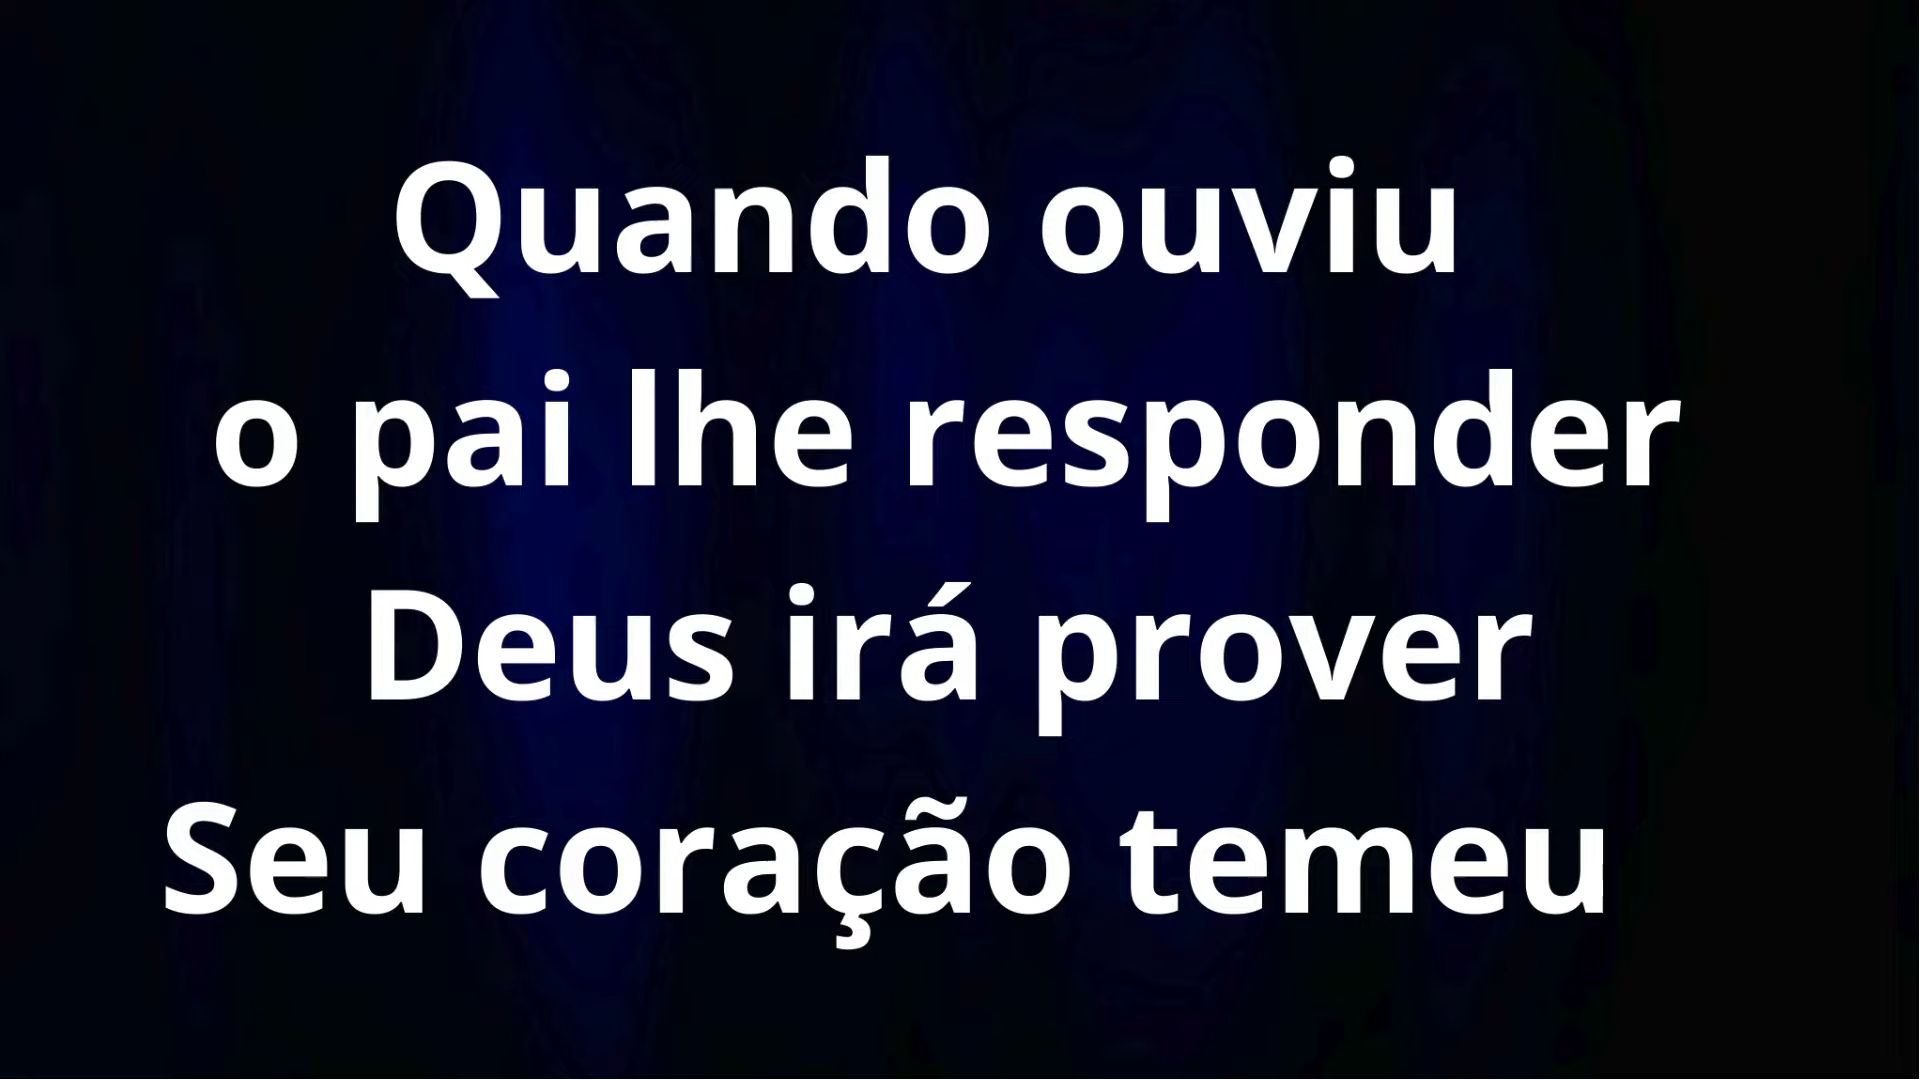 Quando ouviu
o pai lhe responder
Deus irá prover
Seu coração temeu